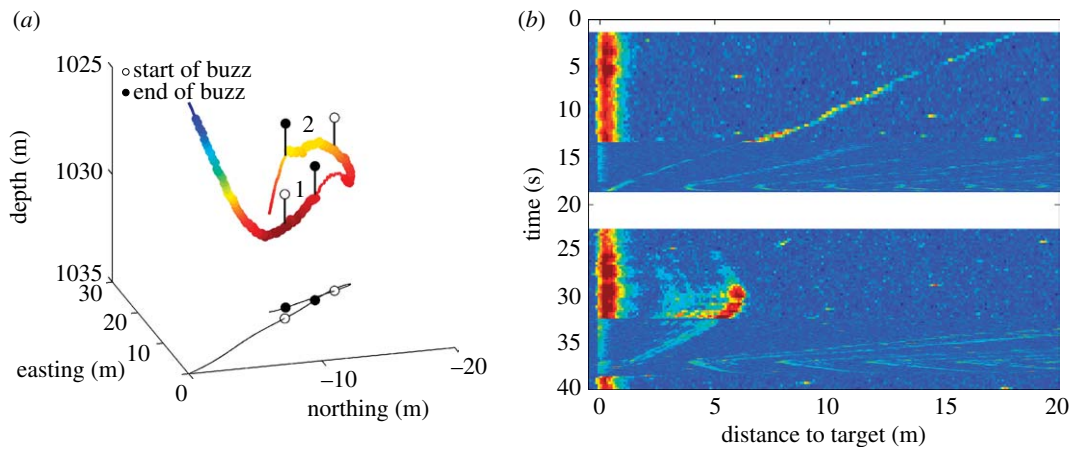 (a)
1025
○ start of buzz
● end of buzz
2
1030
depth (m)
1
1035
30
20
10
easting (m)
0
−10
−20
northing (m)
(b)
0
5
10
15
20
25
30
35
40
time (s)
0
5
10
15
20
distance to target (m)